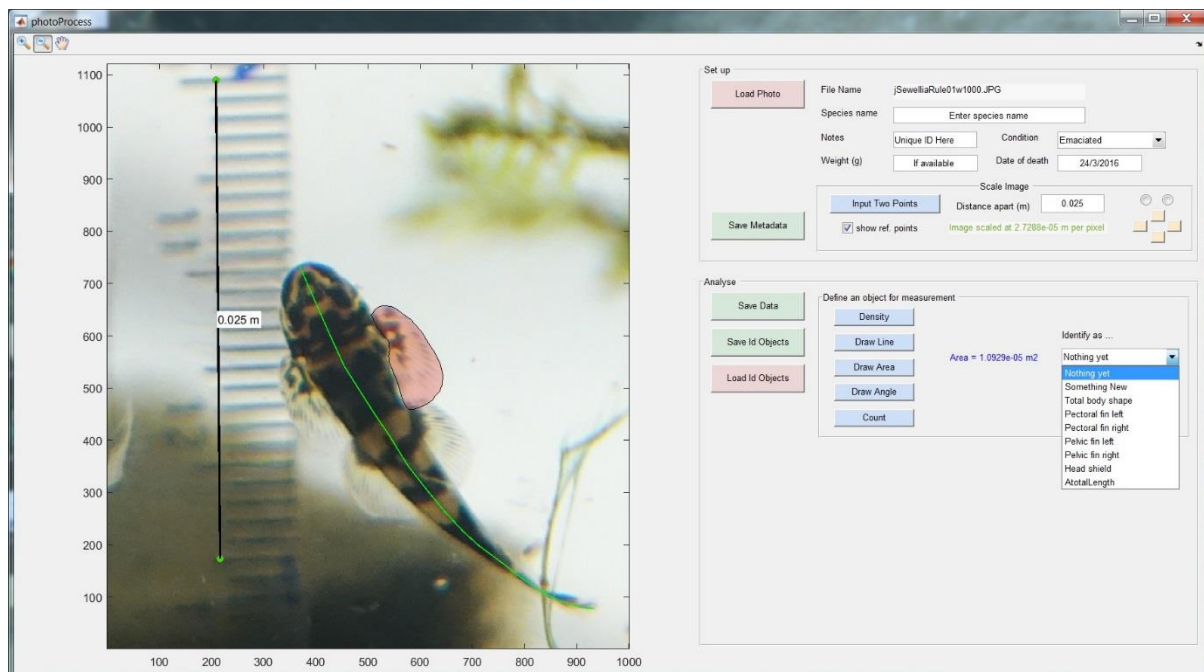 photoProcess
1100
1000
900
800
700
600
500
400
300
200
100
100 200 300 400 500 600 700 800 900 1000
0.025 m
Set up
Load Photo
File Name jSewelliaRule01w1000.JPG
Species name Enter species name
Notes Unique ID Here Condition Emaciated
Weight (g) If available Date of death 24/3/2016
Scale Image
Input Two Points Distance apart (m) 0.025
Save Metadata
show ref. points Image scaled at 2.7288e-05 m per pixel
Analyse
Save Data
Save Id Objects
Load Id Objects
Define an object for measurement
Density
Draw Line
Draw Area
Draw Angle
Count
Area = 1.0929e-05 m2
Identify as ...
Nothing yet
Nothing yet
Something New
Total body shape
Pectoral fin left
Pectoral fin right
Pelvic fin left
Pelvic fin right
Head shield
AtotalLength